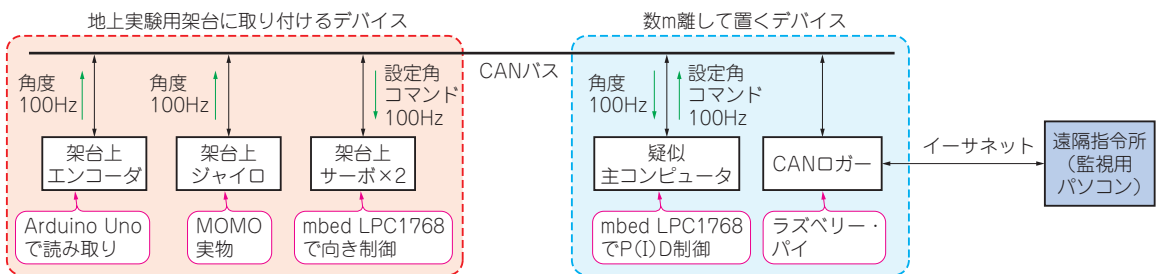 地上実験用架台に取り付けるデバイス
数m離して置くデバイス
CANバス
角度
100Hz
角度
100Hz
設定角
コマンド
100Hz
角度
100Hz
設定角
コマンド
100Hz
架台上
エンコーダ
架台上
ジャイロ
架台上
サーボ×2
疑似
主コンピュータ
CANロガー
イーサネット
遠隔指令所
(監視用
パソコン)
Arduino Uno
で読み取り
MOMO
実物
mbed LPC1768
で向き制御
mbed LPC1768
でP(I)D制御
ラズベリー・
パイ